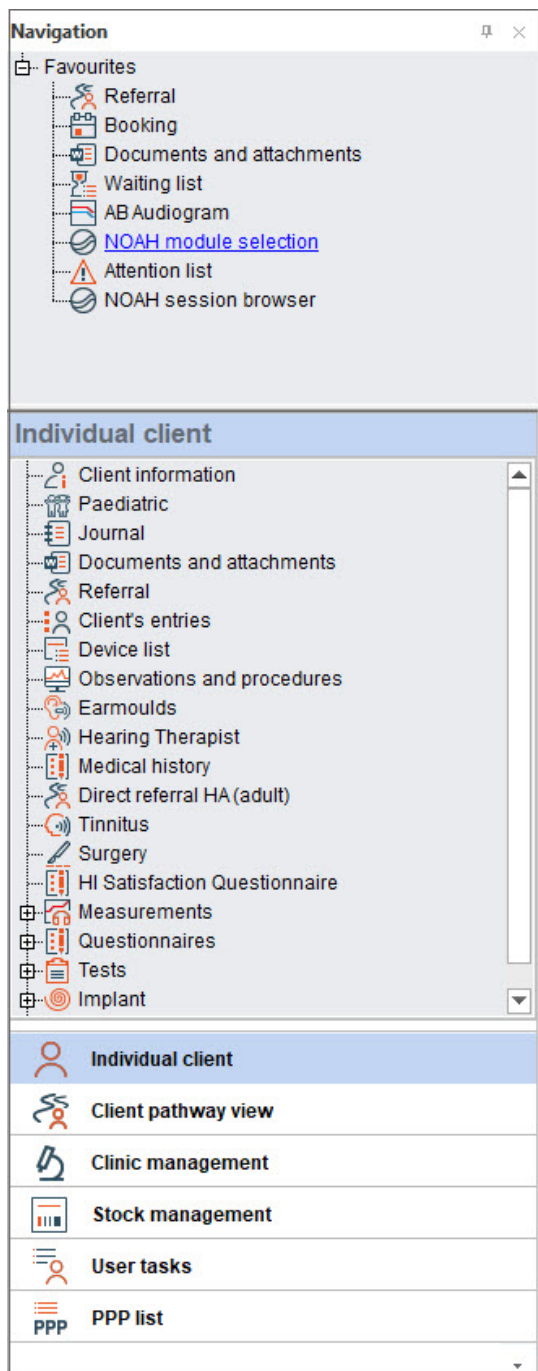 Navigation
Favourites
Referral
Booking
Documents and attachments
Waiting list
AB Audiogram
NOAH module selection
Attention list
NOAH session browser
Individual client
Client information
Paediatric
Journal
Documents and attachments
Referral
Client's entries
Device list
Observations and procedures
Earmoulds
Hearing Therapist
Medical history
Direct referral HA (adult)
Tinnitus
Surgery
HI Satisfaction Questionnaire
Measurements
Questionnaires
Tests
Implant
Individual client
Client pathway view
Clinic management
Stock management
User tasks
PPP PPP list